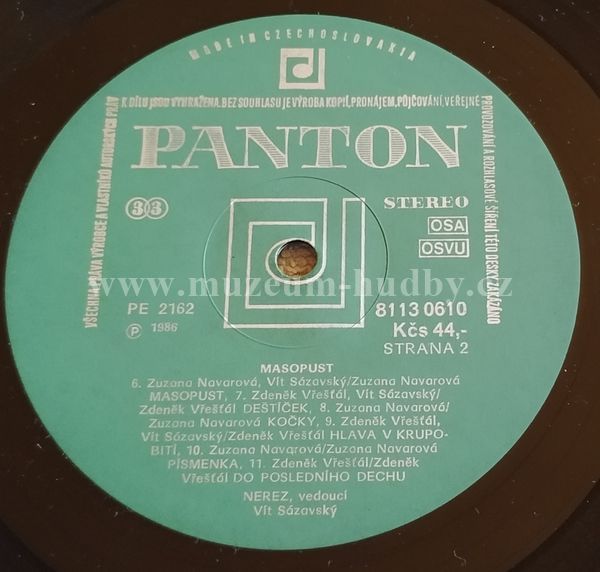 MADE IN CZECHOSLOVAKIA
VŠECHNA PRÁVA VÝROBCE A VLASTNÍKŮ AUTORSKÝCH PRÁV
K DÍLU JSOU VYHRAŽENA. BEZ SOUHLASU JE VÝROBA KOPIÍ, PRONÁJEM, PŮJČOVÁNÍ, VEŘEJNÉ
PROVOZOVÁNÍ A ROZHLASOVÉ ŠÍŘENÍ TÉTO DESKY ZAKÁZÁNO
PANTON
33
STEREO
OSA
OSVU
www.muzeum-hudby.cz
PE 2162
Ⓟ 1986
8113 0610
Kčs 44,-
STRANA 2
MASOPUST
6. Zuzana Navarová, Vít Sázavský/Zuzana Navarová
MASOPUST, 7. Zdeněk Vřešťál, Vít Sázavský/
Zdeněk Vřešťál DEŠTÍČEK, 8. Zuzana Navarová/
Zuzana Navarová KOČKY, 9. Zdeněk Vřešťál,
Vít Sázavský/Zdeněk Vřešťál HLAVA V KRUPO-
BITÍ, 10. Zuzana Navarová/Zuzana Navarová
PÍSMENKA, 11. Zdeněk Vřešťál/Zdeněk
Vřešťál DO POSLEDNÍHO DECHU
NEREZ, vedoucí
Vít Sázavský